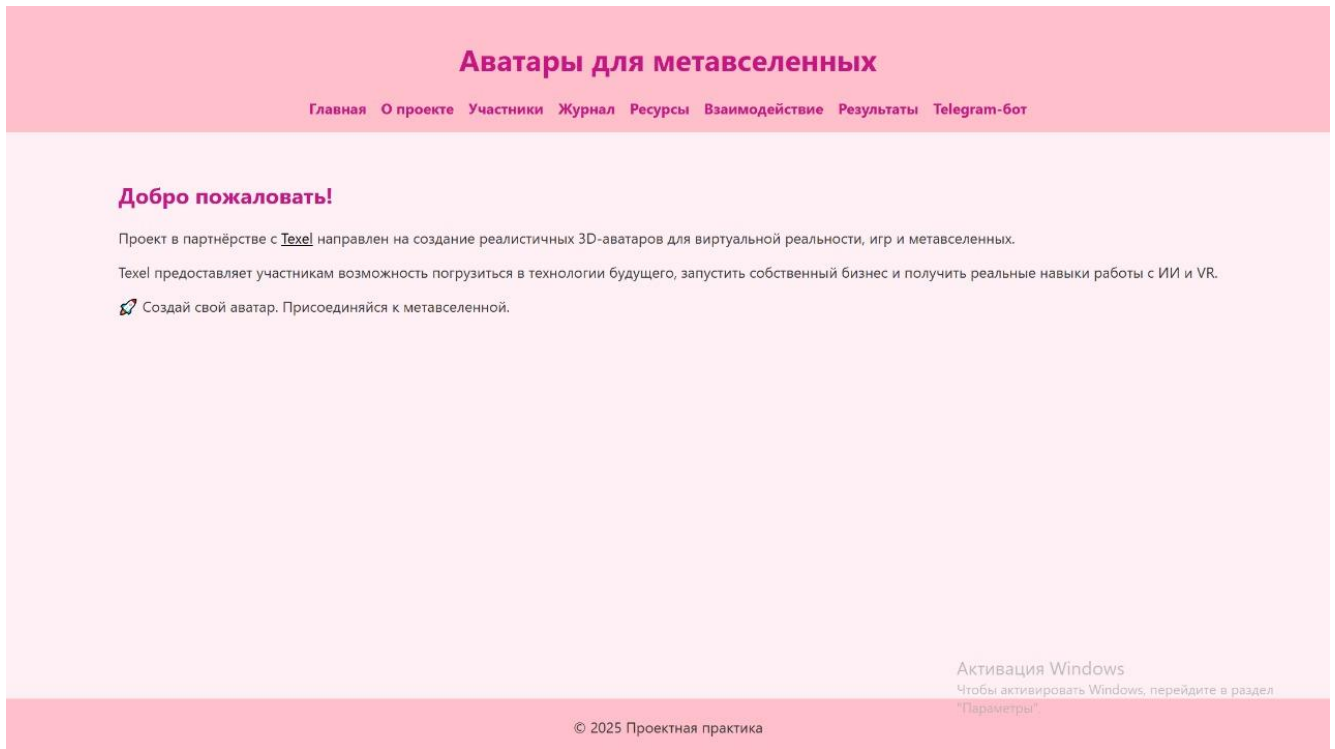 Аватары для метавселенных
Главная О проекте Участники Журнал Ресурсы Взаимодействие Результаты Telegram-бот
Добро пожаловать!
Проект в партнёрстве с Texel направлен на создание реалистичных 3D-аватаров для виртуальной реальности, игр и метавселенных.
Texel предоставляет участникам возможность погрузиться в технологии будущего, запустить собственный бизнес и получить реальные навыки работы с ИИ и VR.
🚀 Создай свой аватар. Присоединяйся к метавселенной.
Активация Windows
Чтобы активировать Windows, перейдите в раздел
"Параметры".
© 2025 Проектная практика